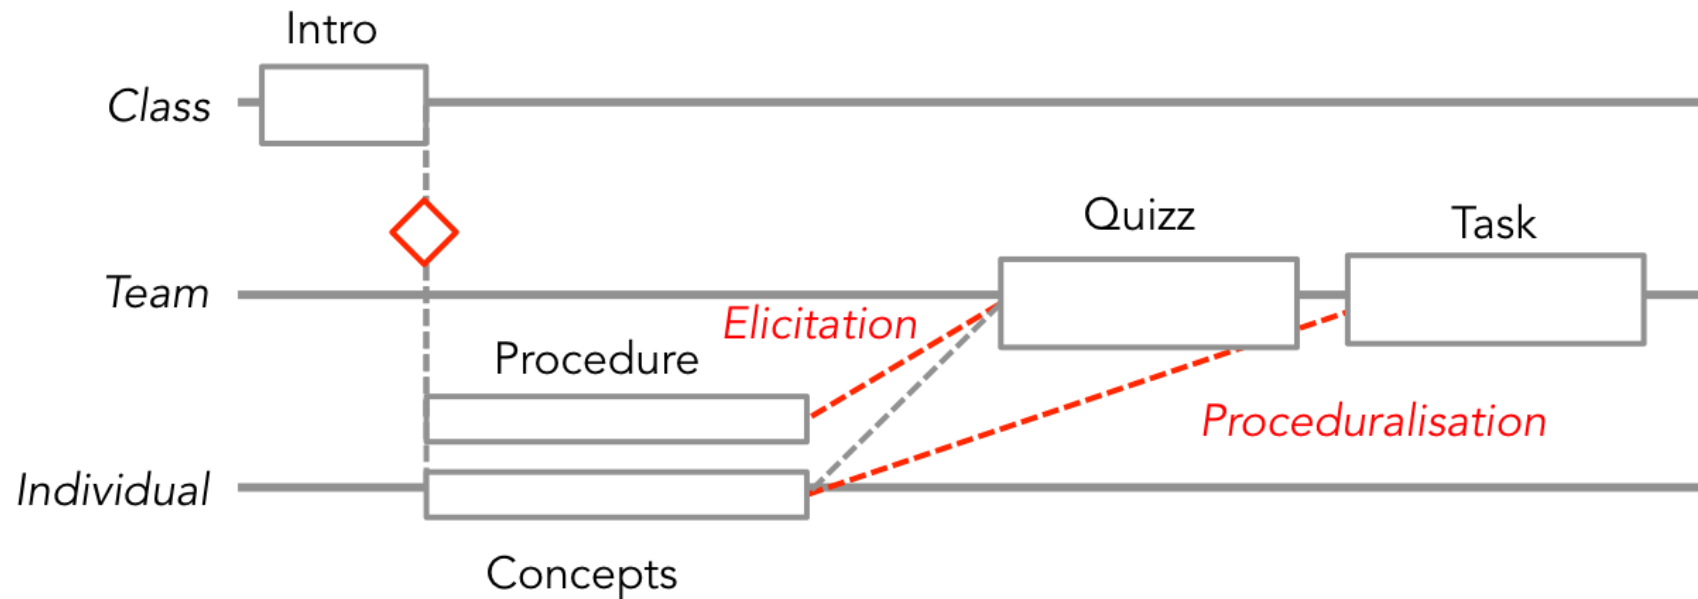 Intro
Class
Quizz
Task
Team
Elicitation
Procedure
Proceduralisation
Individual
Concepts